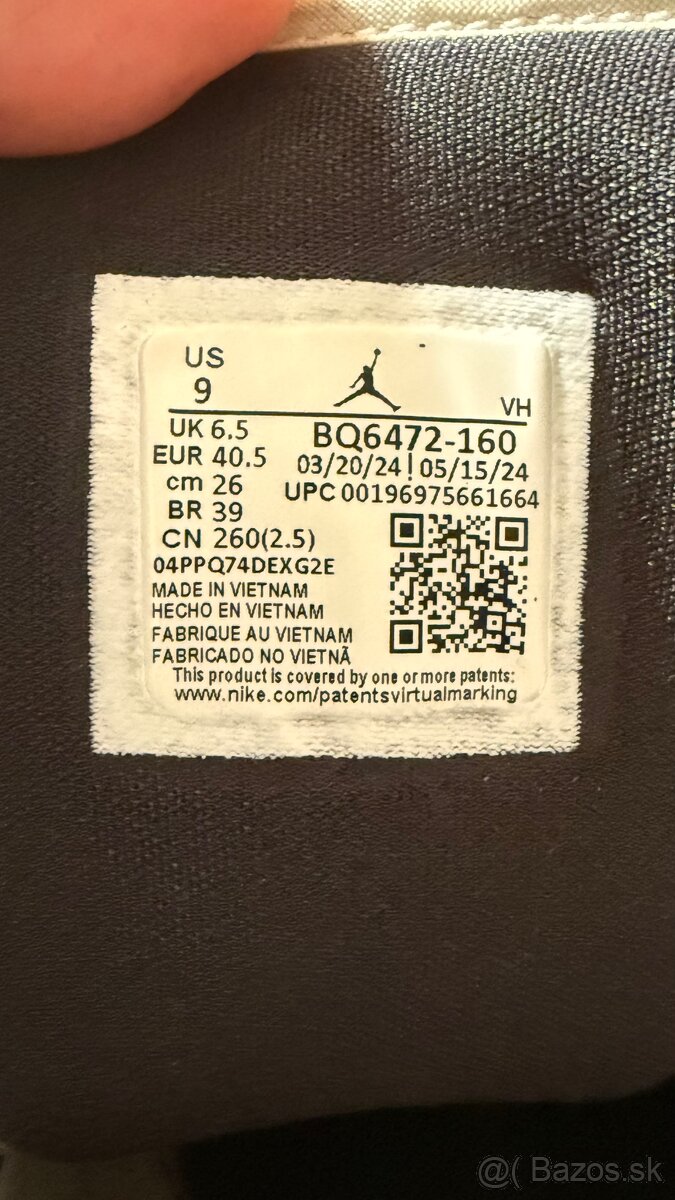 US
9
VH
UK 6.5
EUR 40.5
cm 26
BR 39
CN 260(2.5)
BQ6472-160
03/20/24 | 05/15/24
UPC 00196975661664
04PPQ74DEXG2E
MADE IN VIETNAM
HECHO EN VIETNAM
FABRIQUE AU VIETNAM
FABRICADO NO VIETNÃ
This product is covered by one or more patents:
www.nike.com/patentsvirtualmarking
@( Bazos.sk